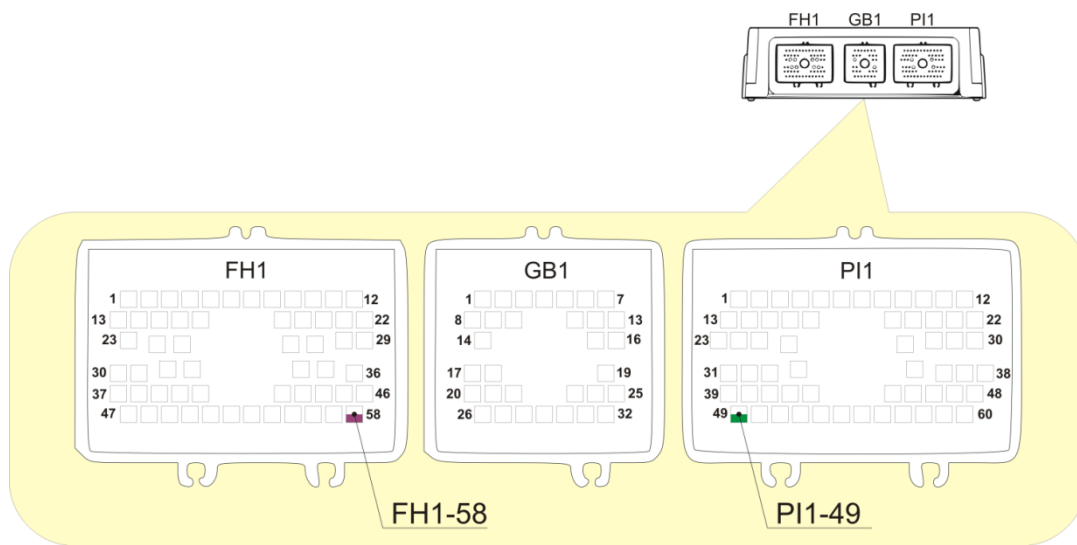 FH1 GB1 PI1
FH1 GB1 PI1
1 12 1 7 1 12
13 22 8 13 13 22
23 29 14 16 23 30
30 36 17 19 31 38
37 46 20 25 39 48
47 58 26 32 49 60
FH1-58 PI1-49